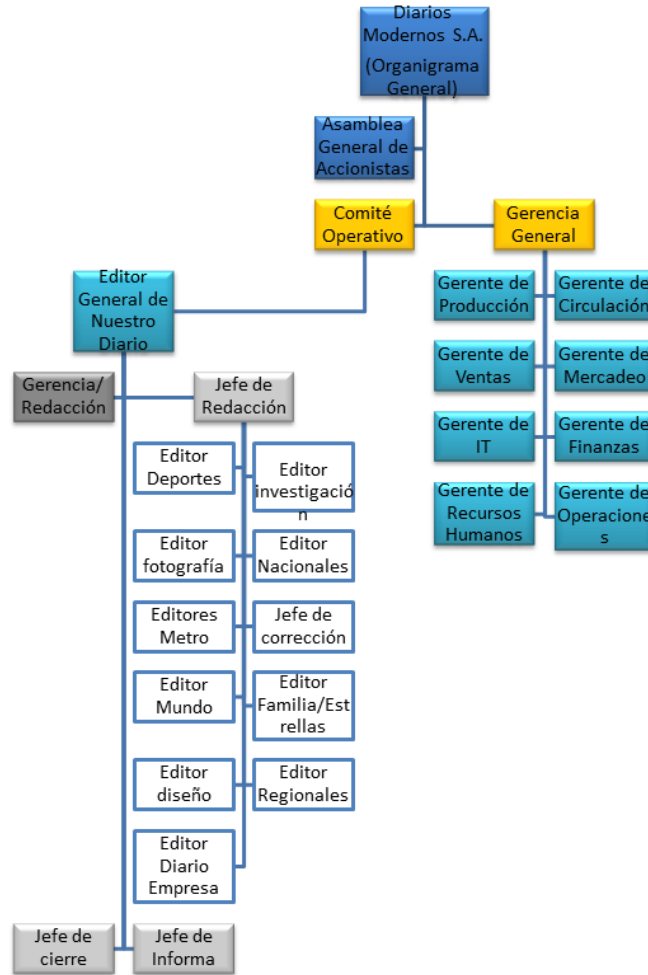 Diarios
Modernos S.A.
(Organigrama
General)
Asamblea
General de
Accionistas
Comité
Operativo
Gerencia
General
Editor
General de
Nuestro
Diario
Gerente de
Producción
Gerente de
Circulación
Gerente de
Ventas
Gerente de
Mercadeo
Gerente de
IT
Gerente de
Finanzas
Gerente de
Recursos
Humanos
Gerente de
Operacione
s
Gerencia/
Redacción
Jefe de
Redacción
Editor
Deportes
Editor
investigació
n
Editor
fotografía
Editor
Nacionales
Editores
Metro
Jefe de
corrección
Editor
Mundo
Editor
Familia/Est
rellas
Editor
diseño
Editor
Regionales
Editor
Diario
Empresa
Jefe de
cierre
Jefe de
Informa